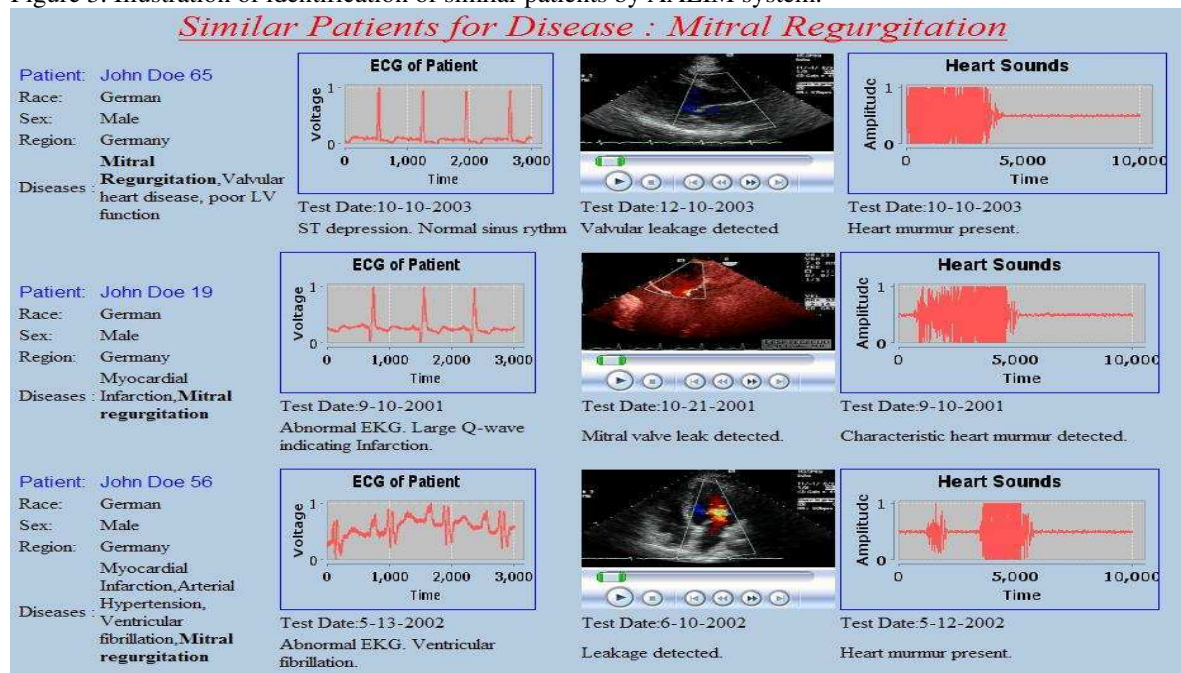 Similar Patients for Disease : Mitral Regurgitation
Patient: John Doe 65
Race: German
Sex: Male
Region: Germany
Diseases : Mitral
Regurgitation,Valvular
heart disease, poor LV
function
ECG of Patient
Voltage
1
0
0 1,000 2,000 3,000
Time
Test Date:10-10-2003
ST depression. Normal sinus rythm
Test Date:12-10-2003
Valvular leakage detected
Heart Sounds
Amplitude
1
0
0 5,000 10,000
Time
Test Date:10-10-2003
Heart murmur present.
Patient: John Doe 19
Race: German
Sex: Male
Region: Germany
Diseases : Myocardial
Infarction,Mitral
regurgitation
ECG of Patient
Voltage
1
0
0 1,000 2,000 3,000
Time
Test Date:9-10-2001
Abnormal EKG. Large Q-wave
indicating Infarction.
Test Date:10-21-2001
Mitral valve leak detected.
Heart Sounds
Amplitude
1
0
0 5,000 10,000
Time
Test Date:9-10-2001
Characteristic heart murmur detected.
Patient: John Doe 56
Race: German
Sex: Male
Region: Germany
Diseases : Myocardial
Infarction,Arterial
Hypertension,
Ventricular
fibrillation,Mitral
regurgitation
ECG of Patient
Voltage
1
0
0 1,000 2,000 3,000
Time
Test Date:5-13-2002
Abnormal EKG. Ventricular
fibrillation.
Test Date:6-10-2002
Leakage detected.
Heart Sounds
Amplitude
1
0
0 5,000 10,000
Time
Test Date:5-12-2002
Heart murmur present.